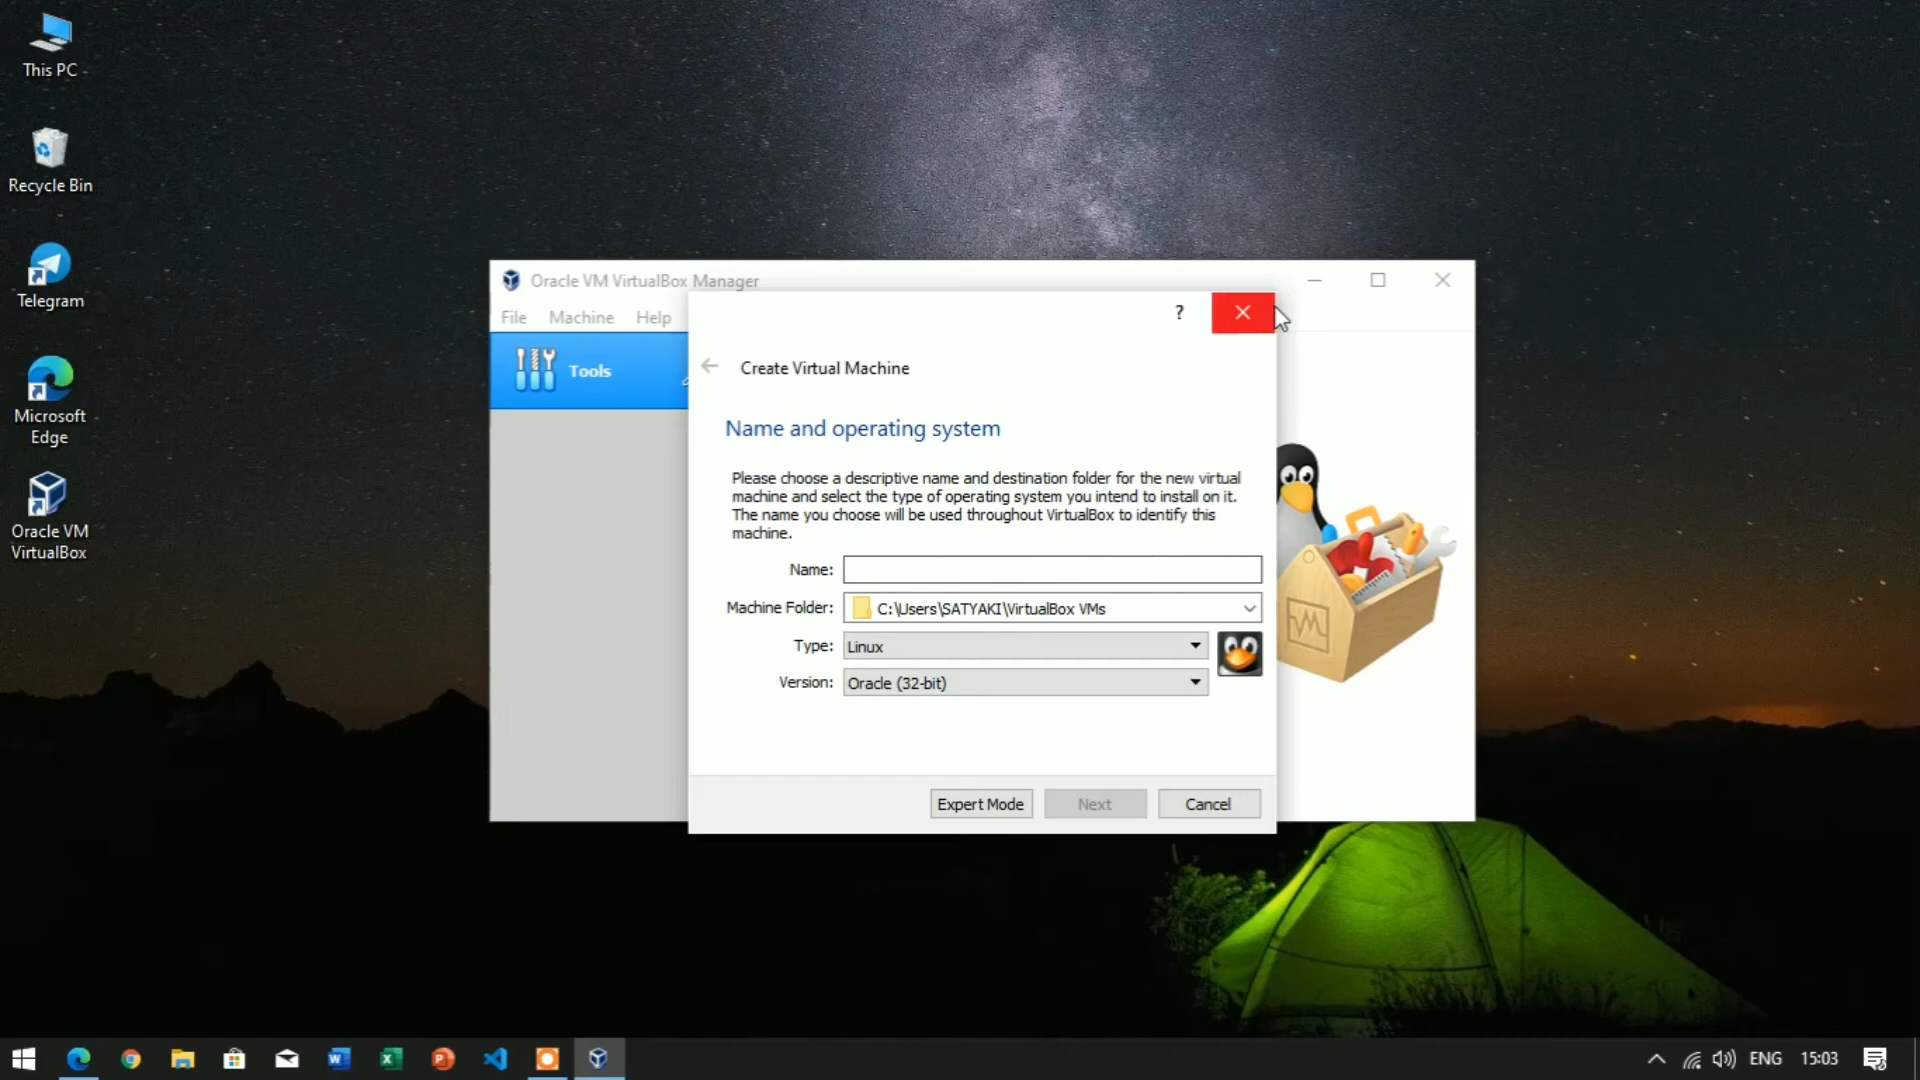 This PC
Recycle Bin
Telegram
Microsoft
Edge
Oracle VM
VirtualBox
Oracle VM VirtualBox Manager
File Machine Help
Tools
?
Create Virtual Machine
Name and operating system
Please choose a descriptive name and destination folder for the new virtual
machine and select the type of operating system you intend to install on it.
The name you choose will be used throughout VirtualBox to identify this
machine.
Name:
Machine Folder: C:\Users\SATYAKI\VirtualBox VMs
Type: Linux
Version: Oracle (32-bit)
Expert Mode Next Cancel
ENG 15:03